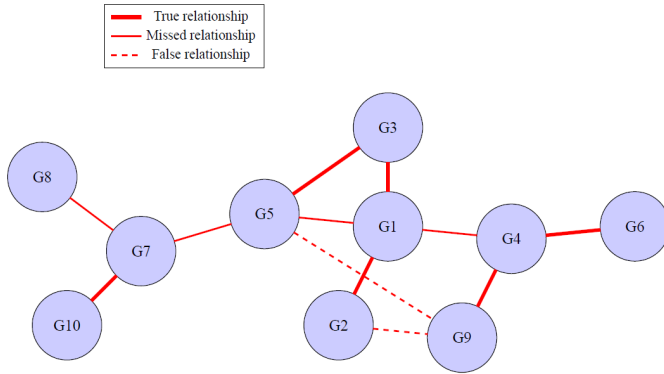 True relationship
Missed relationship
False relationship
G3
G8
G5
G1
G6
G4
G7
G10
G2
G9